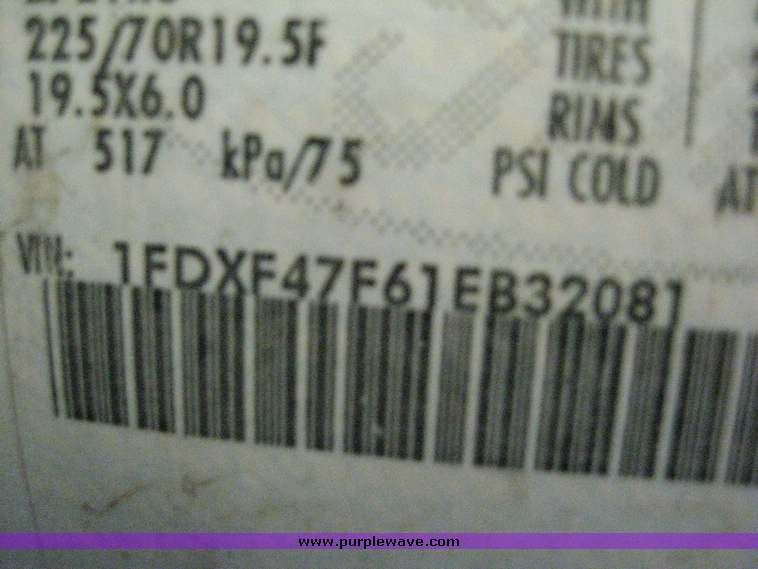 225/70R19.5F
TIRES
19.5X6.0
RIMS
AT 517 kPa/75
PSI COLD AT
VIN: 1FDXF47F61EB32081
www.purplewave.com